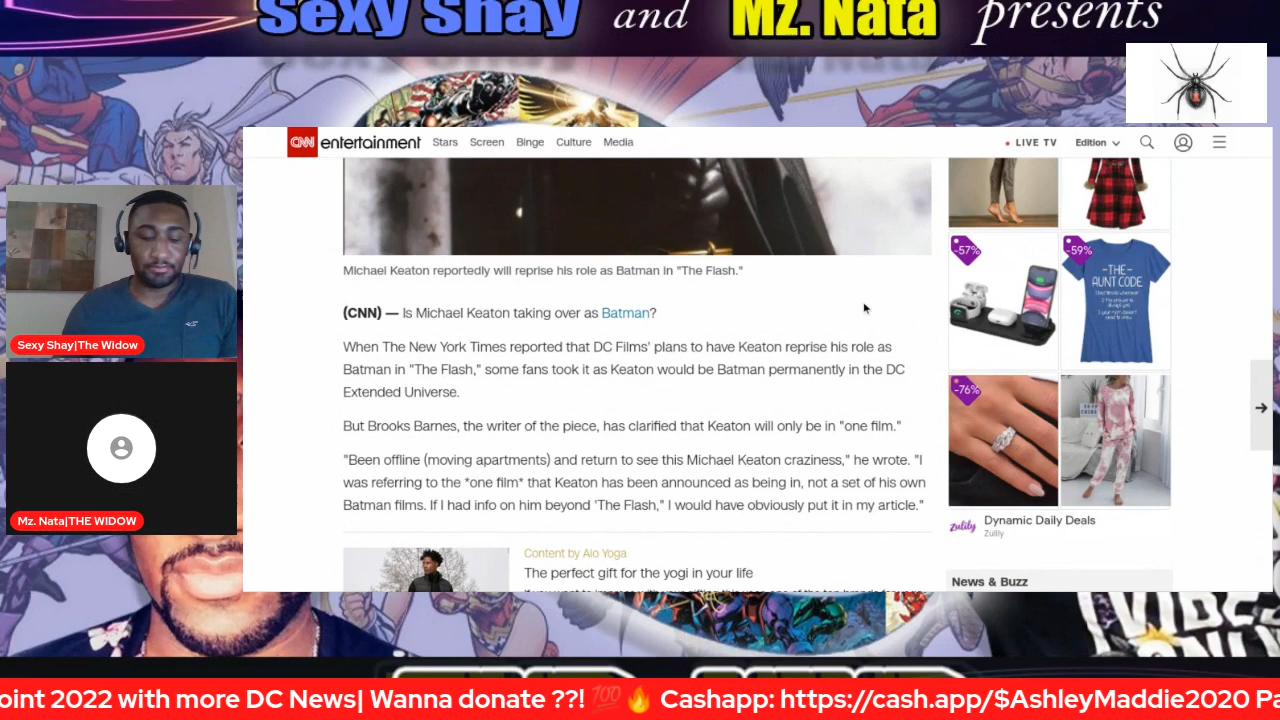 Sexy Shay and Mz. Nata presents
CNN entertainment Stars Screen Binge Culture Media
LIVE TV Edition
Michael Keaton reportedly will reprise his role as Batman in "The Flash."
(CNN) — Is Michael Keaton taking over as Batman?
When The New York Times reported that DC Films' plans to have Keaton reprise his role as
Batman in "The Flash," some fans took it as Keaton would be Batman permanently in the DC
Extended Universe.
But Brooks Barnes, the writer of the piece, has clarified that Keaton will only be in "one film."
"Been offline (moving apartments) and return to see this Michael Keaton craziness," he wrote. "I
was referring to the *one film* that Keaton has been announced as being in, not a set of his own
Batman films. If I had info on him beyond 'The Flash," I would have obviously put it in my article."
Content by Alo Yoga
The perfect gift for the yogi in your life
-57%
-59%
-THE-
AUNT CODE
-76%
zulily
Dynamic Daily Deals
Zulily
News & Buzz
Sexy Shay|The Widow
Mz. Nata|THE WIDOW
oint 2022 with more DC News| Wanna donate ??! 💯🔥 Cashapp: https://cash.app/$AshleyMaddie2020 Pa